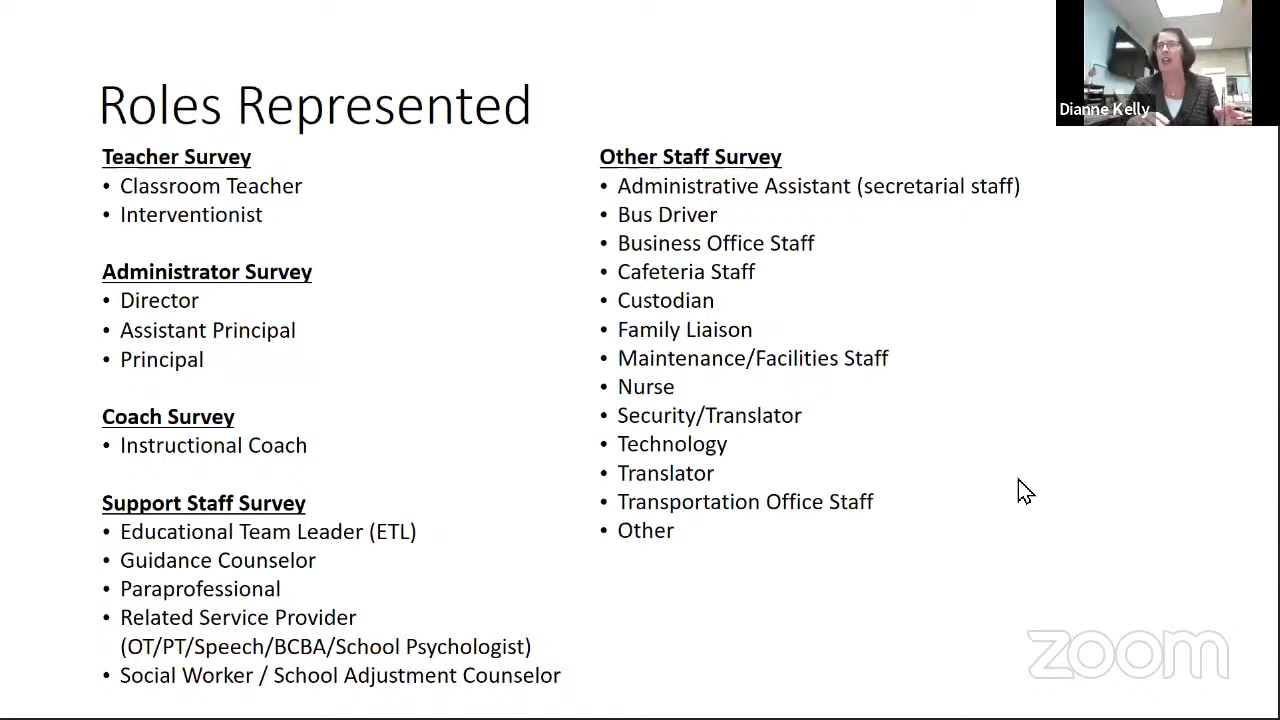 Roles Represented
Teacher Survey
• Classroom Teacher
• Interventionist
Administrator Survey
• Director
• Assistant Principal
• Principal
Coach Survey
• Instructional Coach
Support Staff Survey
• Educational Team Leader (ETL)
• Guidance Counselor
• Paraprofessional
• Related Service Provider
(OT/PT/Speech/BCBA/School Psychologist)
• Social Worker / School Adjustment Counselor
Other Staff Survey
• Administrative Assistant (secretarial staff)
• Bus Driver
• Business Office Staff
• Cafeteria Staff
• Custodian
• Family Liaison
• Maintenance/Facilities Staff
• Nurse
• Security/Translator
• Technology
• Translator
• Transportation Office Staff
• Other
Dianne Kelly
zoom